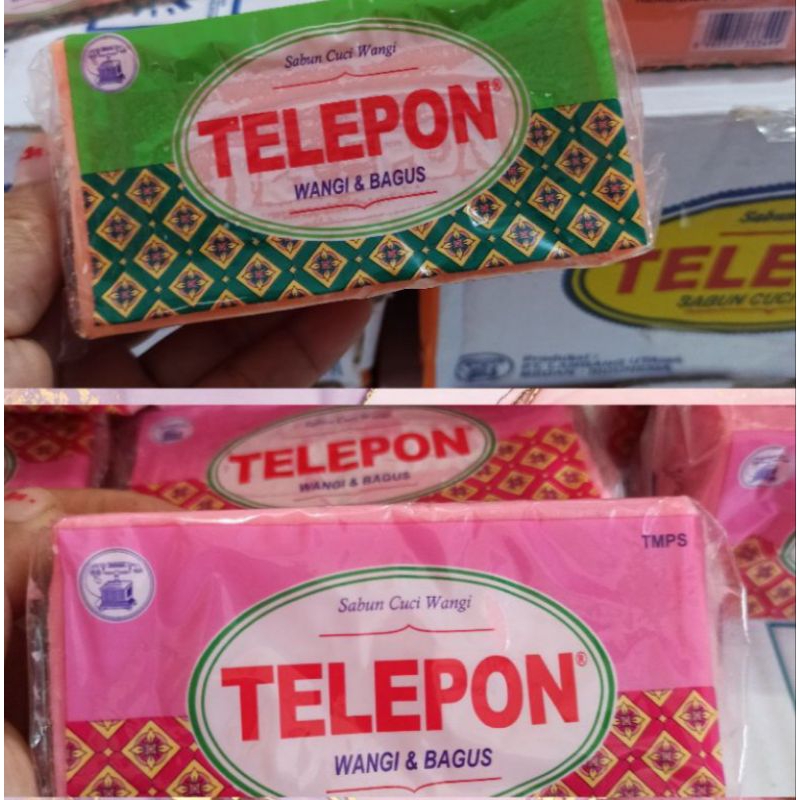 Sabun Cuci Wangi
TELEPON®
WANGI & BAGUS
Sabun
TELE
SABUN CUCI
TELEPON
WANGI & BAGUS
TMPS
Sabun Cuci Wangi
TELEPON®
WANGI & BAGUS